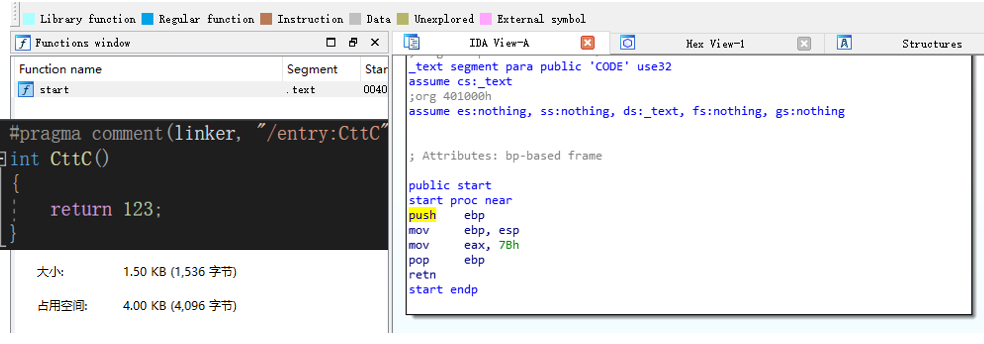 Library function Regular function Instruction Data Unexplored External symbol
Functions window
Function name Segment Star
start .text 0040
#pragma comment(linker, "/entry:CttC"
int CttC()
{
return 123;
}
大小: 1.50 KB (1,536 字节)
占用空间: 4.00 KB (4,096 字节)
IDA View-A Hex View-1 Structures
_text segment para public 'CODE' use32
assume cs:_text
;org 401000h
assume es:nothing, ss:nothing, ds:_text, fs:nothing, gs:nothing
; Attributes: bp-based frame
public start
start proc near
push ebp
mov ebp, esp
mov eax, 7Bh
pop ebp
retn
start endp